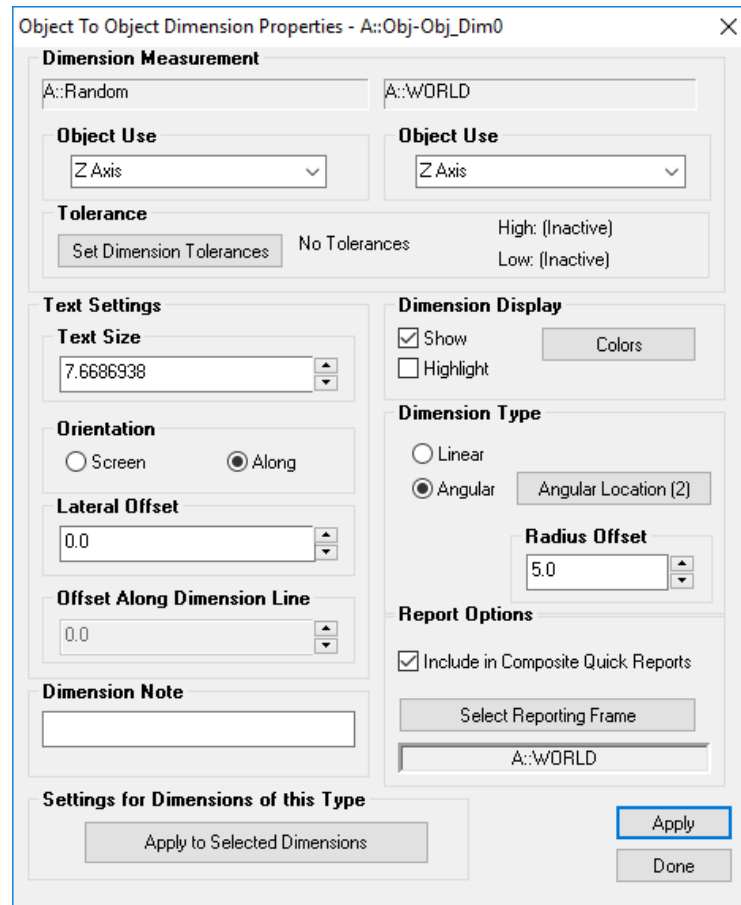 Object To Object Dimension Properties - A::Obj-Obj_Dim0
Dimension Measurement
A::Random
A::WORLD
Object Use
Z Axis
Object Use
Z Axis
Tolerance
Set Dimension Tolerances
No Tolerances
High: (Inactive)
Low: (Inactive)
Text Settings
Text Size
7.6686938
Orientation
Screen
Along
Lateral Offset
0.0
Offset Along Dimension Line
0.0
Dimension Note
Settings for Dimensions of this Type
Apply to Selected Dimensions
Dimension Display
Show
Highlight
Colors
Dimension Type
Linear
Angular
Angular Location (2)
Radius Offset
5.0
Report Options
Include in Composite Quick Reports
Select Reporting Frame
A::WORLD
Apply
Done